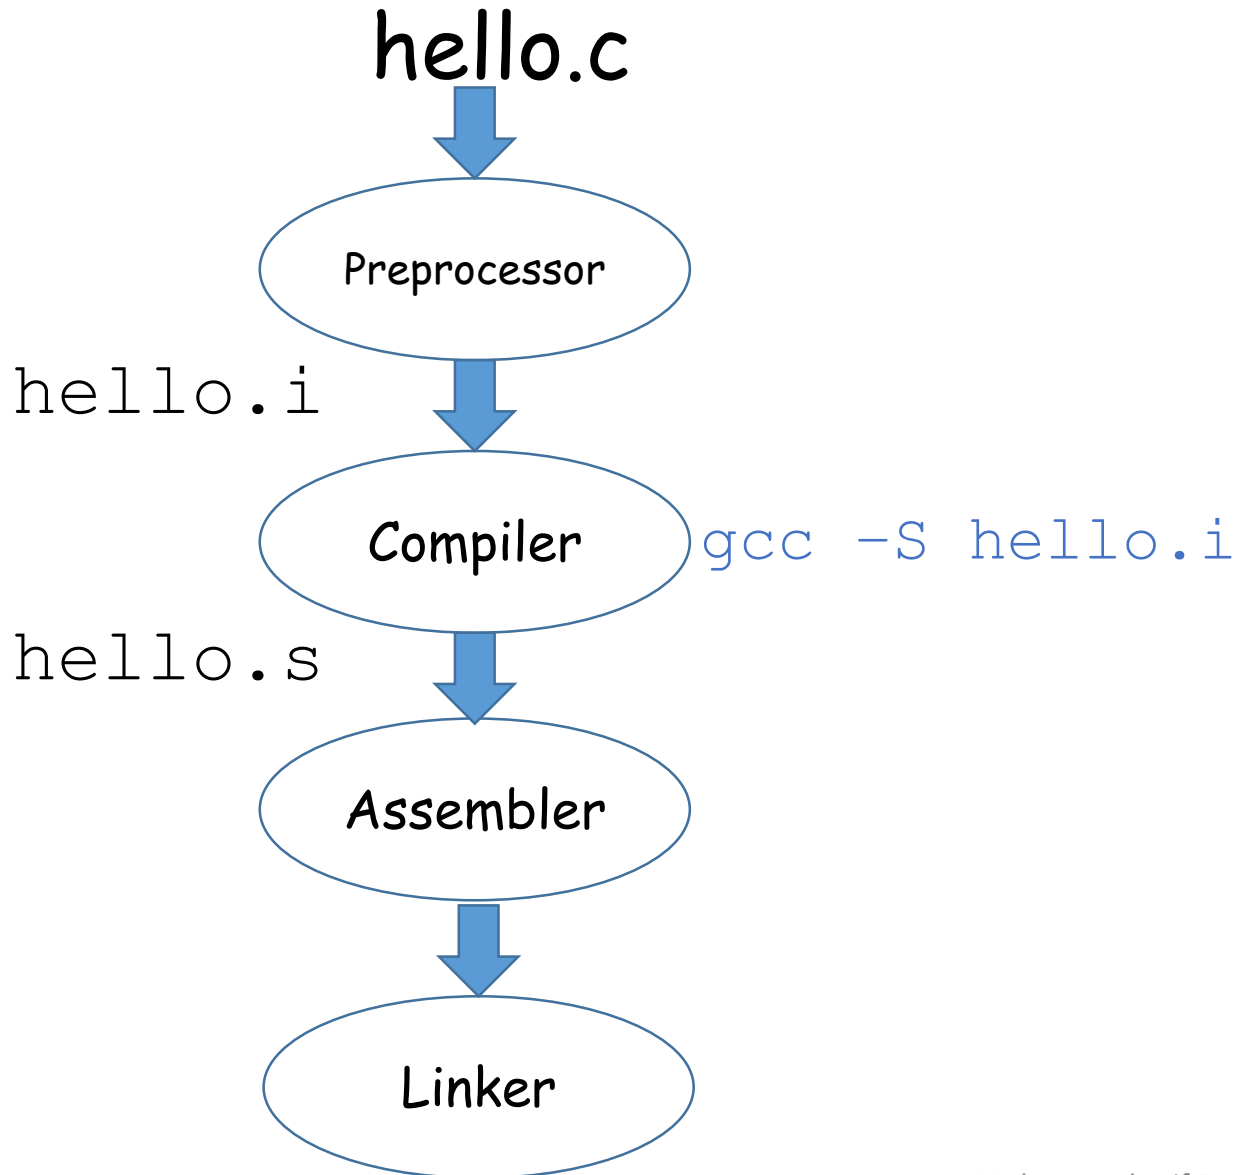 hello.c
Preprocessor
hello.i
Compiler
gcc -S hello.i
hello.s
Assembler
Linker